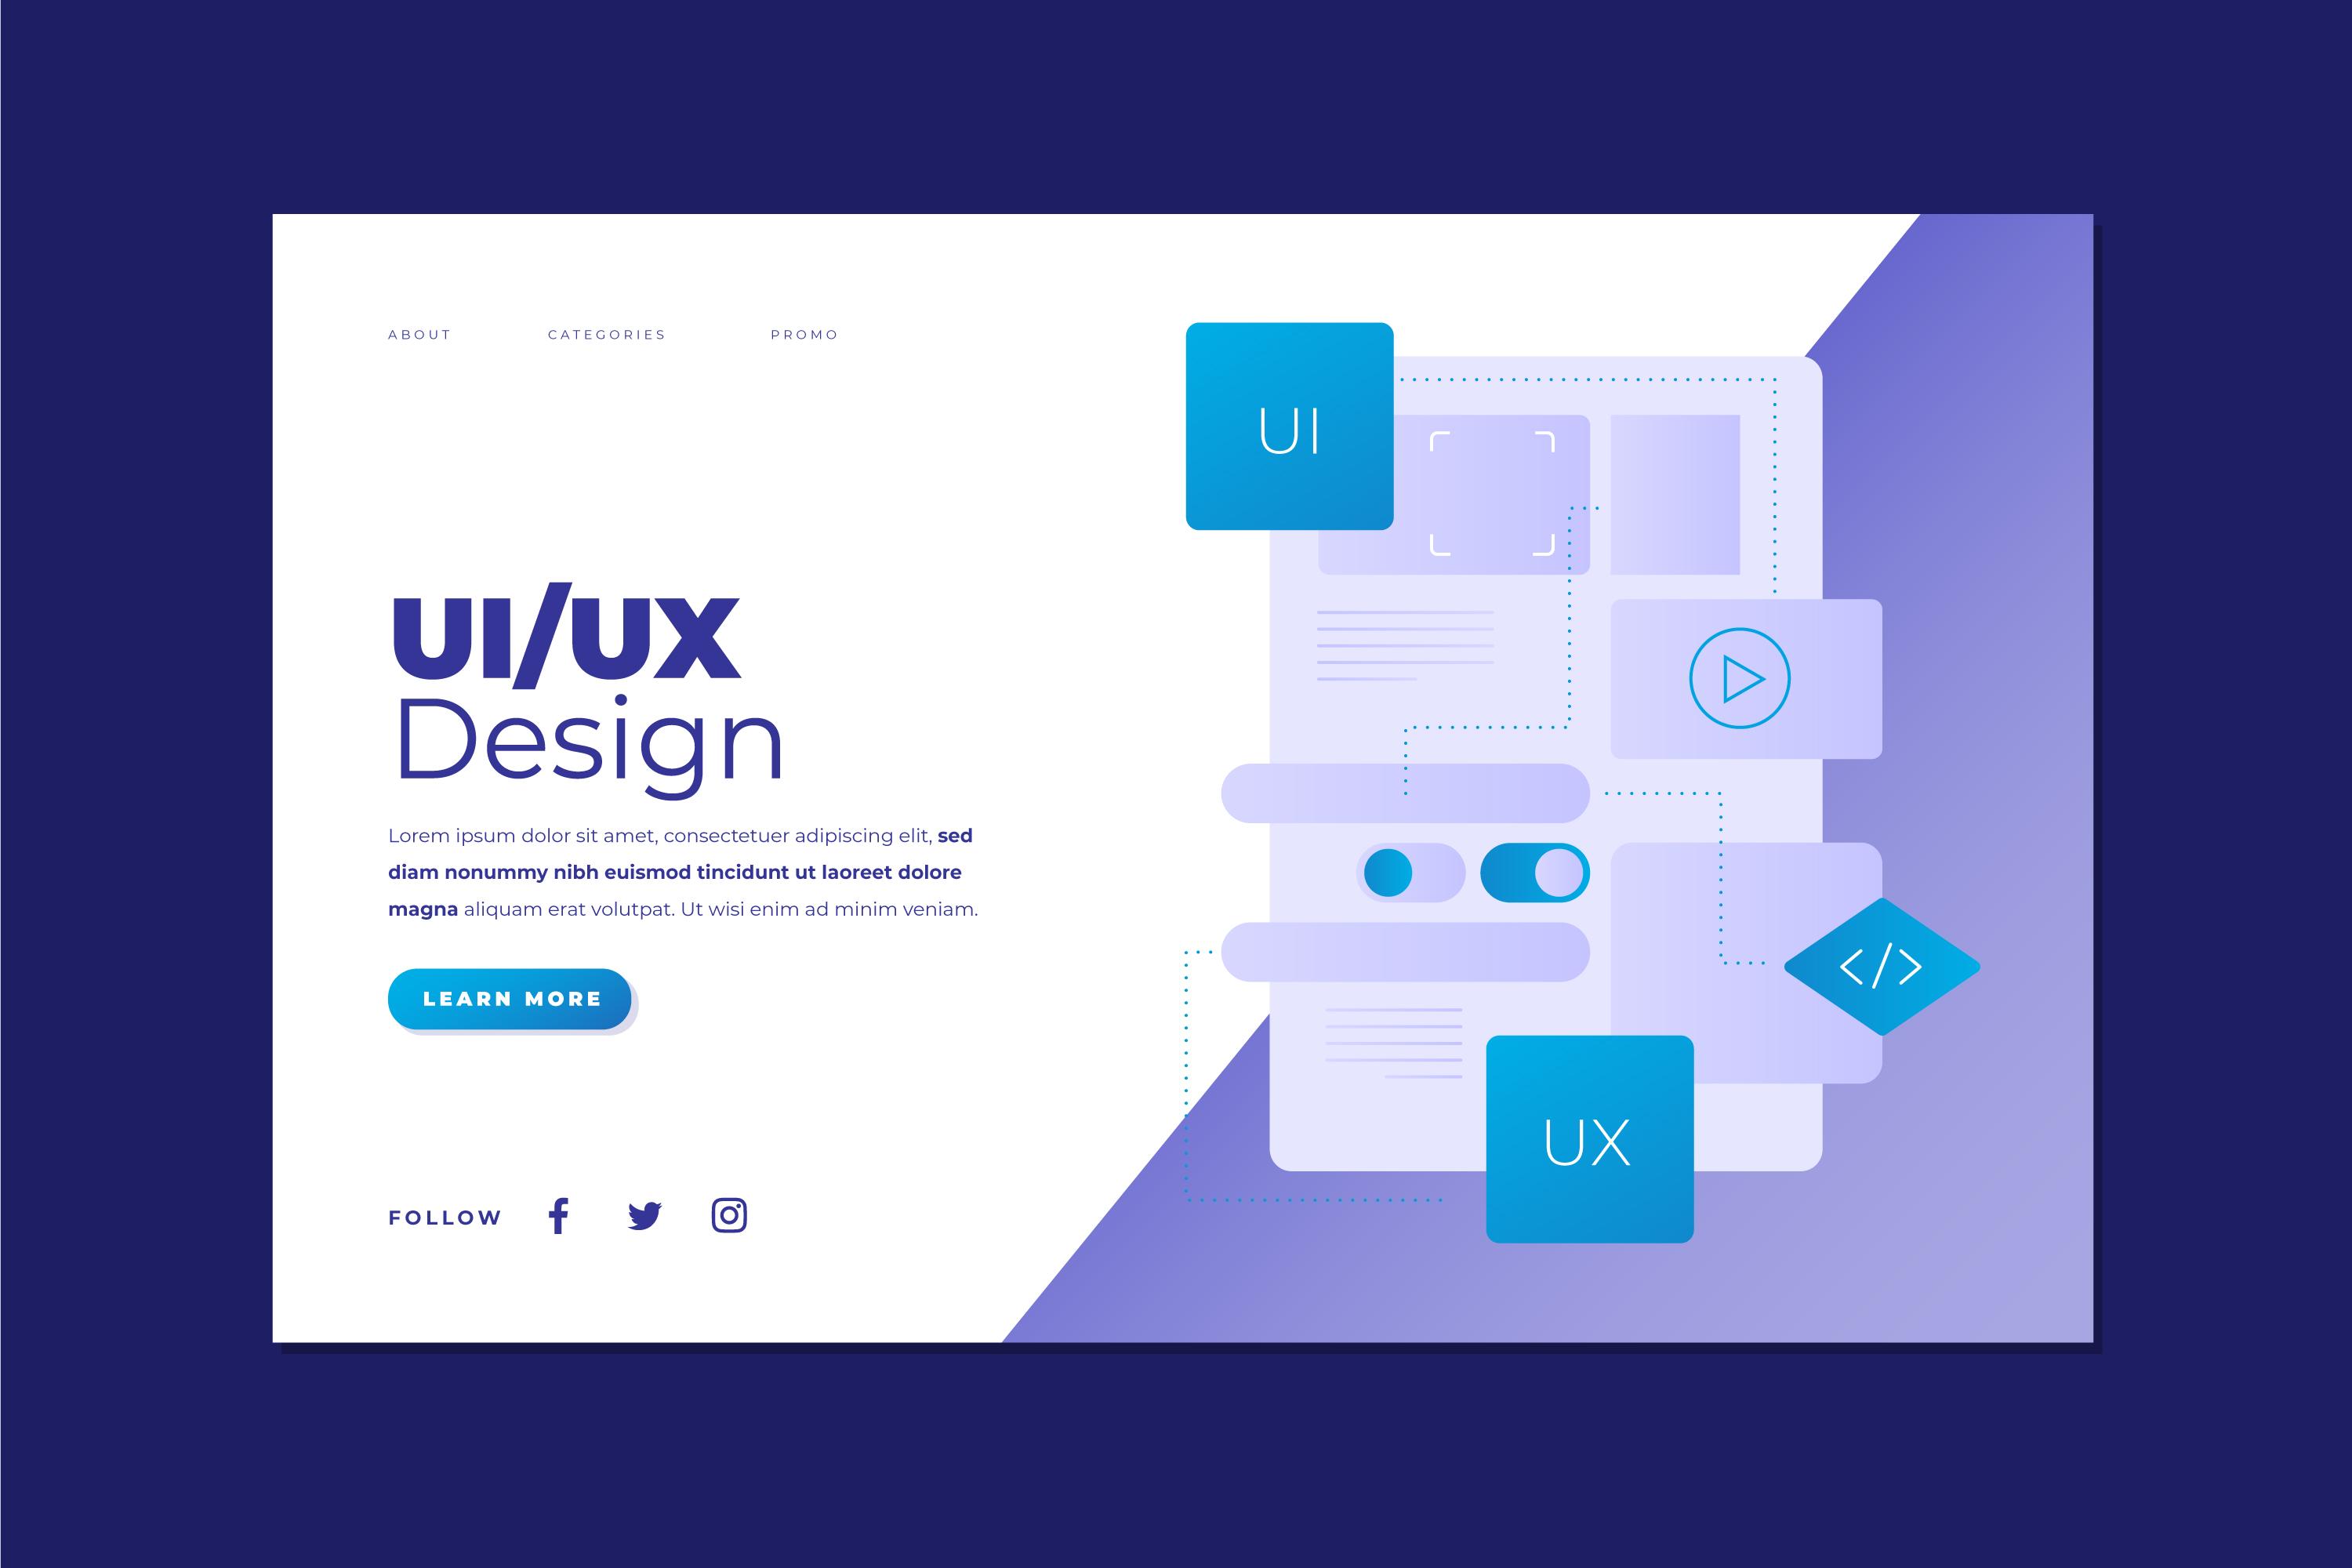 ABOUT CATEGORIES PROMO
UI/UX
Design
Lorem ipsum dolor sit amet, consectetuer adipiscing elit, sed
diam nonummy nibh euismod tincidunt ut laoreet dolore
magna aliquam erat volutpat. Ut wisi enim ad minim veniam.
LEARN MORE
FOLLOW
UI
</>
UX